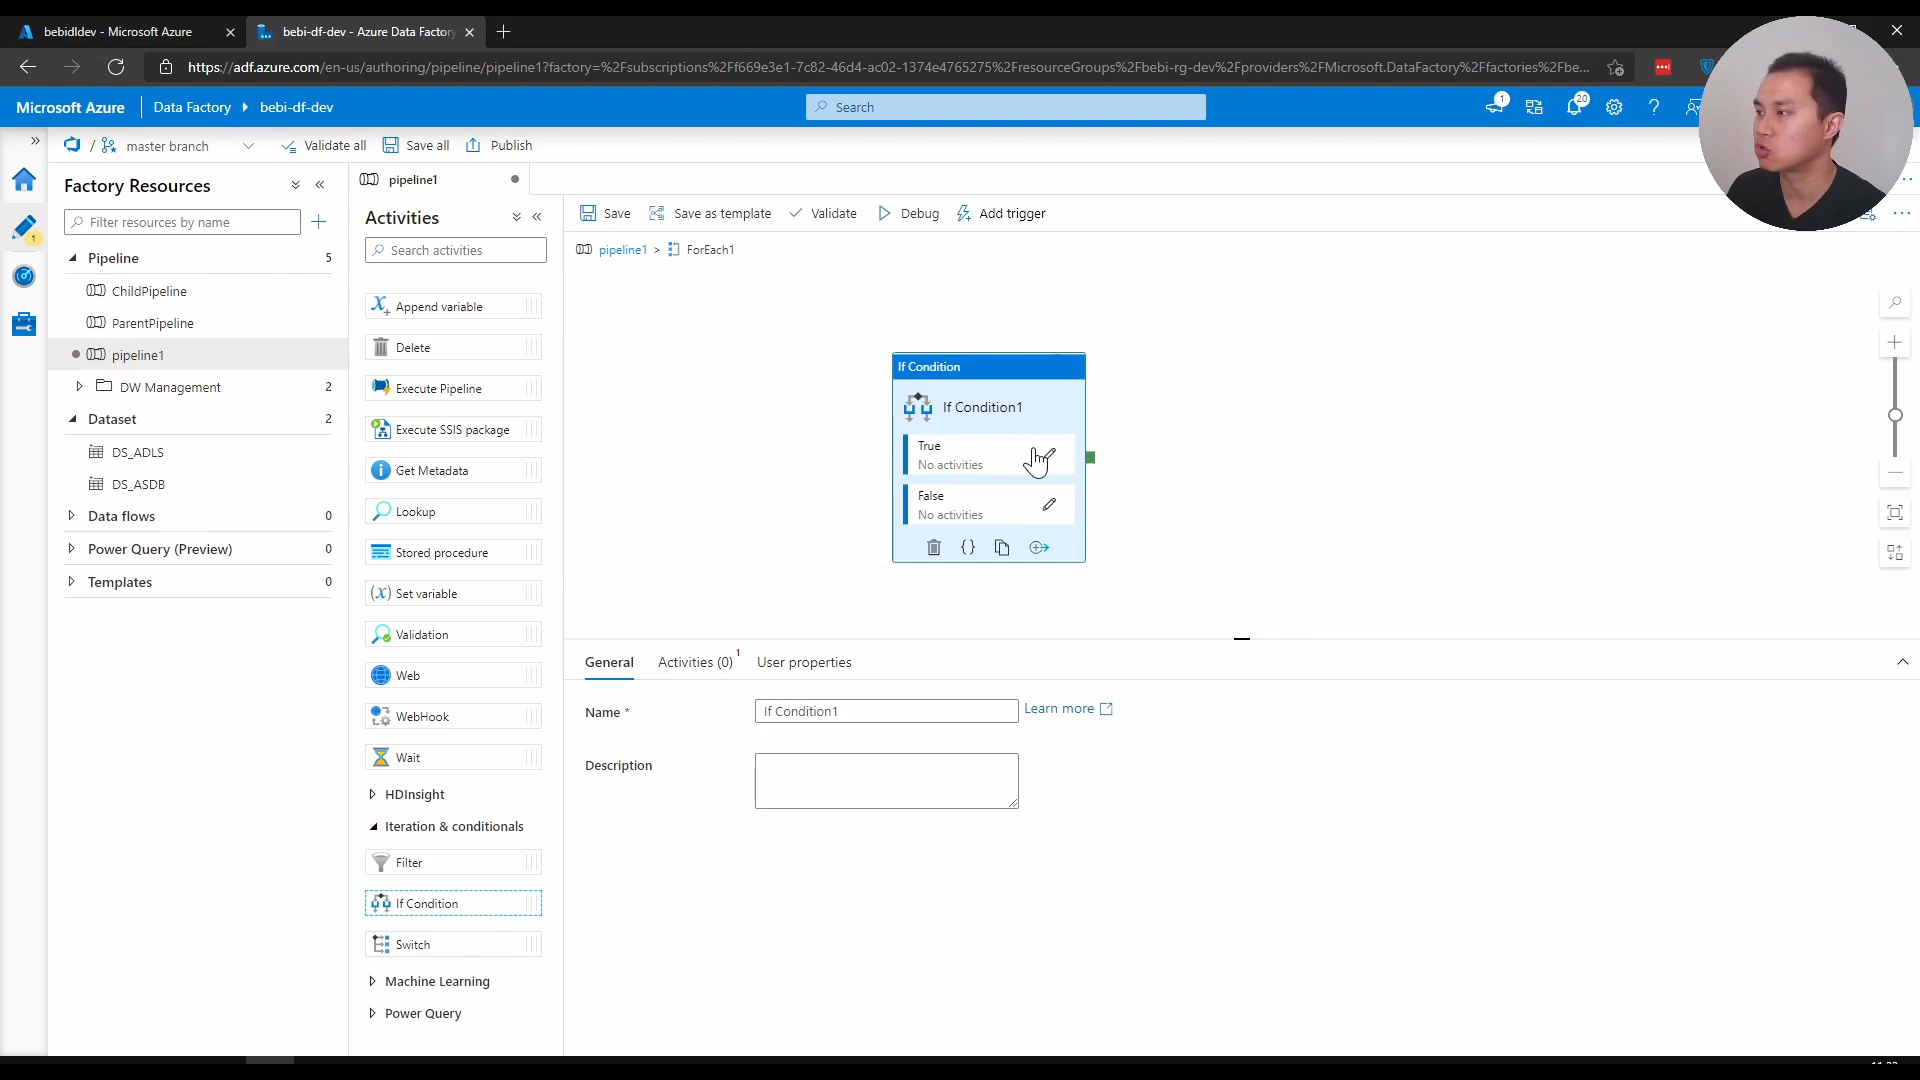 bebidldev - Microsoft Azure
bebi-df-dev - Azure Data Factory
https://adf.azure.com/en-us/authoring/pipeline/pipeline1?factory=%2Fsubscriptions%2Ff669e3e1-7c82-46d4-ac02-1374e4765275%2FresourceGroups%2Fbebi-rg-dev%2Fproviders%2FMicrosoft.DataFactory%2Ffactories%2Fbe...
Microsoft Azure
Data Factory
bebi-df-dev
Search
1
20
/ master branch
Validate all
Save all
Publish
Factory Resources
Filter resources by name
1
Pipeline 5
ChildPipeline
ParentPipeline
pipeline1
DW Management 2
Dataset 2
DS_ADLS
DS_ASDB
Data flows 0
Power Query (Preview) 0
Templates 0
pipeline1
Activities
Search activities
Append variable
Delete
Execute Pipeline
Execute SSIS package
Get Metadata
Lookup
Stored procedure
Set variable
Validation
Web
WebHook
Wait
HDInsight
Iteration & conditionals
Filter
If Condition
Switch
Machine Learning
Power Query
Save
Save as template
Validate
Debug
Add trigger
pipeline1 > ForEach1
If Condition
If Condition1
True
No activities
False
No activities
General
Activities (0) 1
User properties
Name *
If Condition1
Learn more
Description